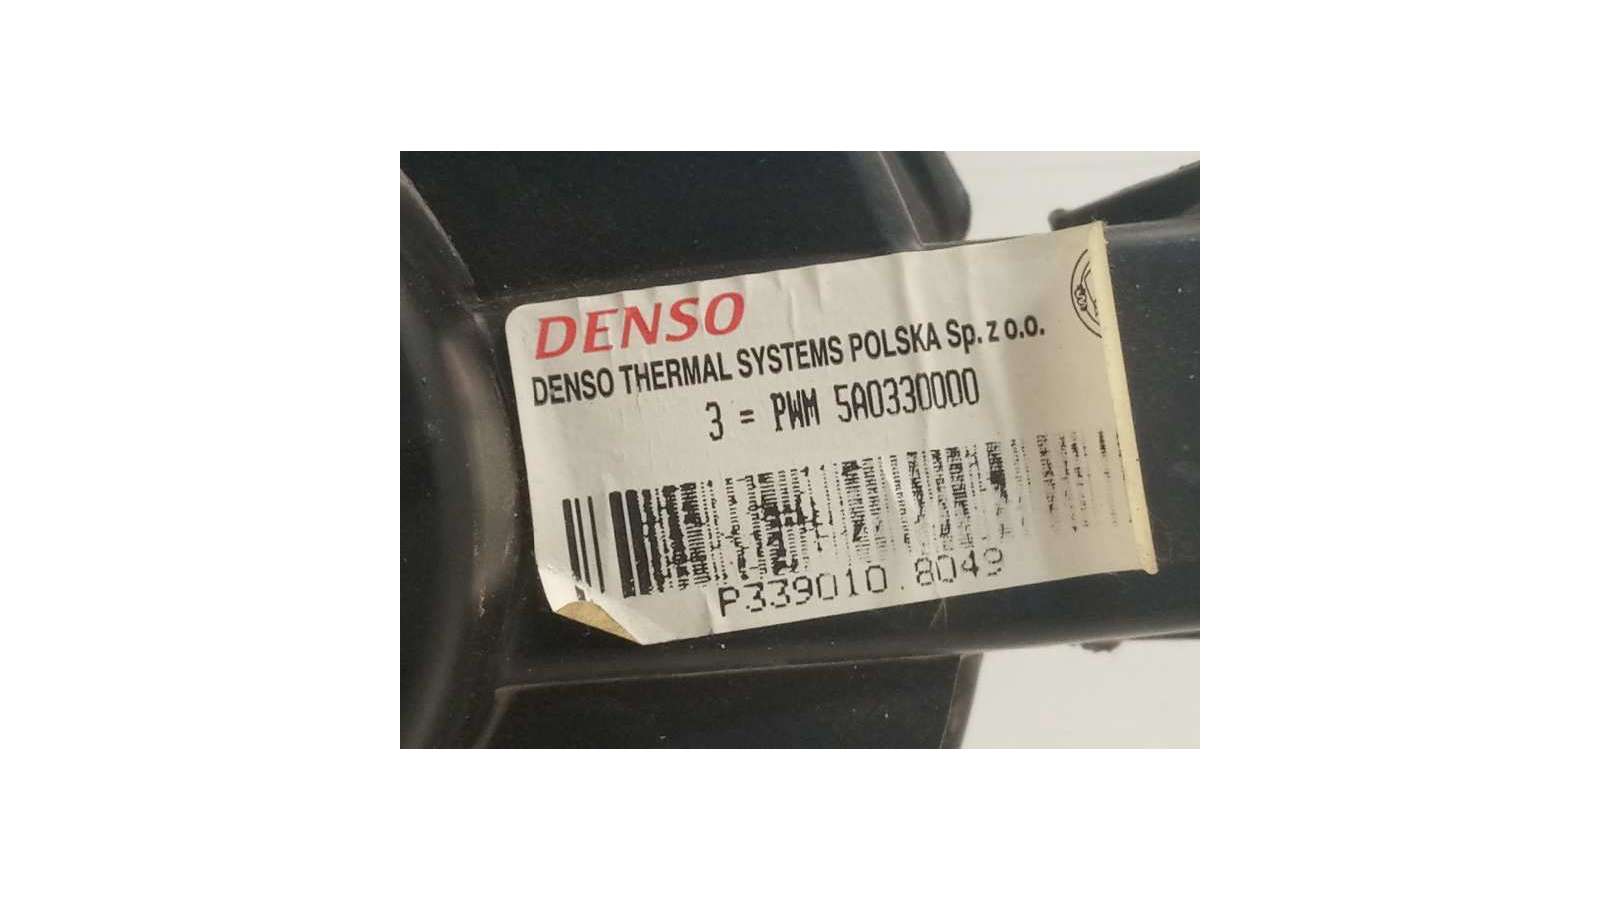 DENSO
DENSO THERMAL SYSTEMS POLSKA Sp. z o.o.
3 = PWM 5A0330000
P339010.8049